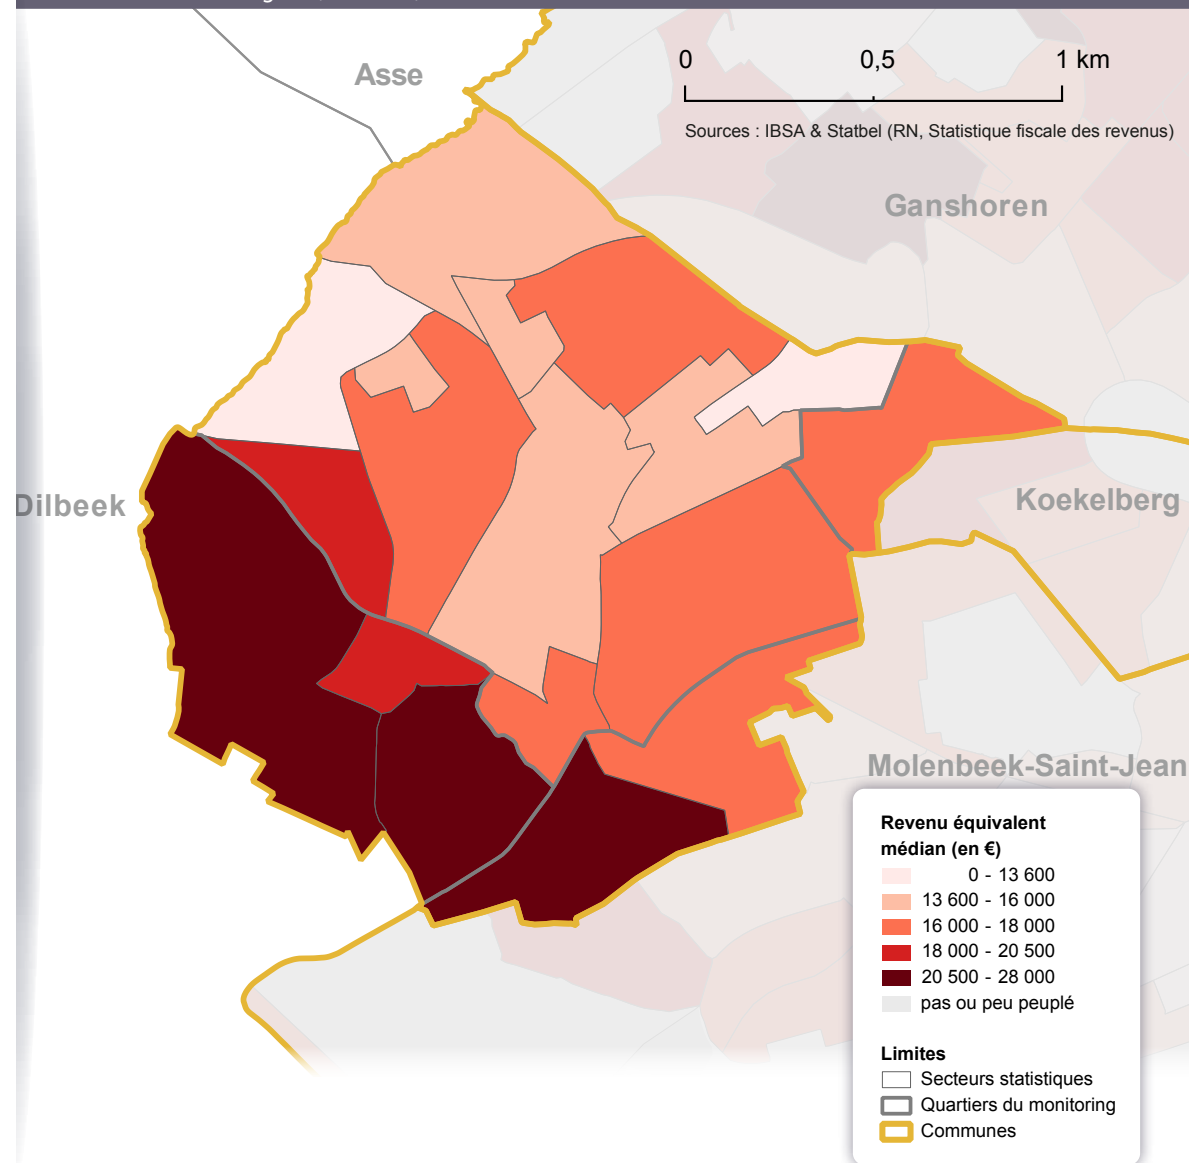 Asse
0 0,5 1 km
Sources : IBSA & Statbel (RN, Statistique fiscale des revenus)
Ganshoren
Dilbeek
Koekelberg
Molenbeek-Saint-Jean
Revenu équivalent
médian (en €)
0 - 13 600
13 600 - 16 000
16 000 - 18 000
18 000 - 20 500
20 500 - 28 000
pas ou peu peuplé
Limites
Secteurs statistiques
Quartiers du monitoring
Communes